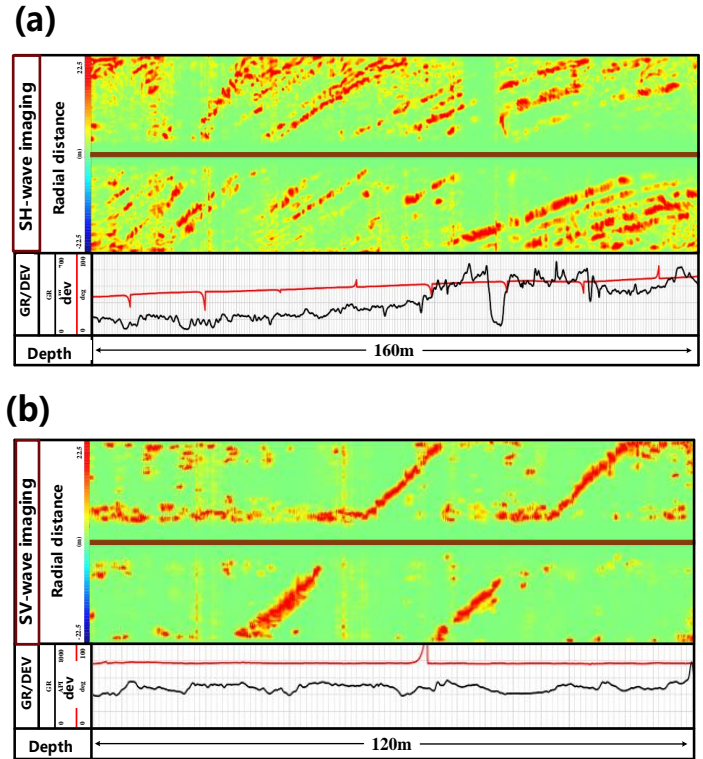 (a)
SH-wave imaging
Radial distance
22.5
(m)
-22.5
GR/DEV
GR
0
dev
deg
0
100
Depth
160m
(b)
SV-wave imaging
Radial distance
22.5
(m)
-22.5
GR/DEV
GR
API
0
1000
dev
deg
0
100
Depth
120m